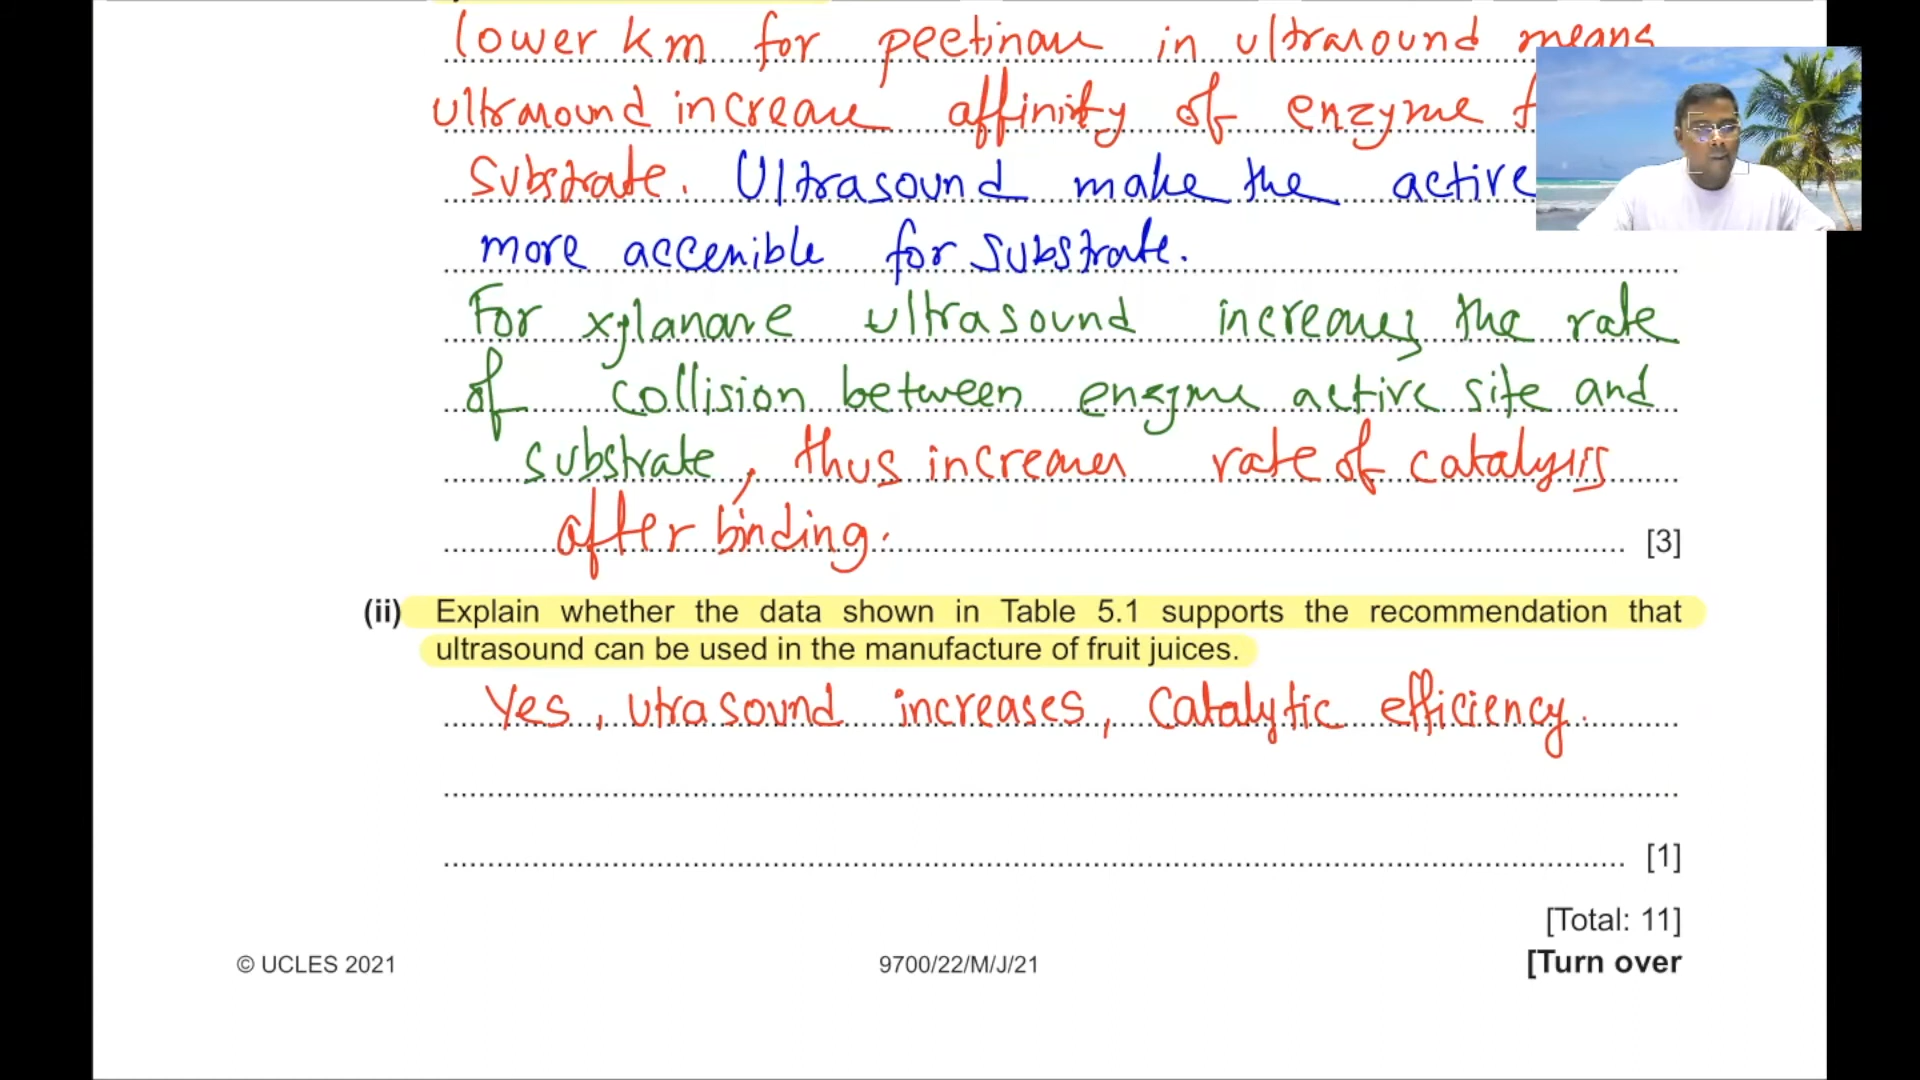 lower km for pectinase in ultrasound means
ultrasound increase affinity of enzyme f
substrate. Ultrasound make the active
more accessible for substrate.
For xylanase ultrasound increases the rate
of collision between enzyme active site and
substrate, thus increases rate of catalysis
after binding.
[3]
(ii) Explain whether the data shown in Table 5.1 supports the recommendation that
ultrasound can be used in the manufacture of fruit juices.
Yes, utrasound increases, Catalytic efficiency.
[1]
[Total: 11]
© UCLES 2021 9700/22/M/J/21 [Turn over